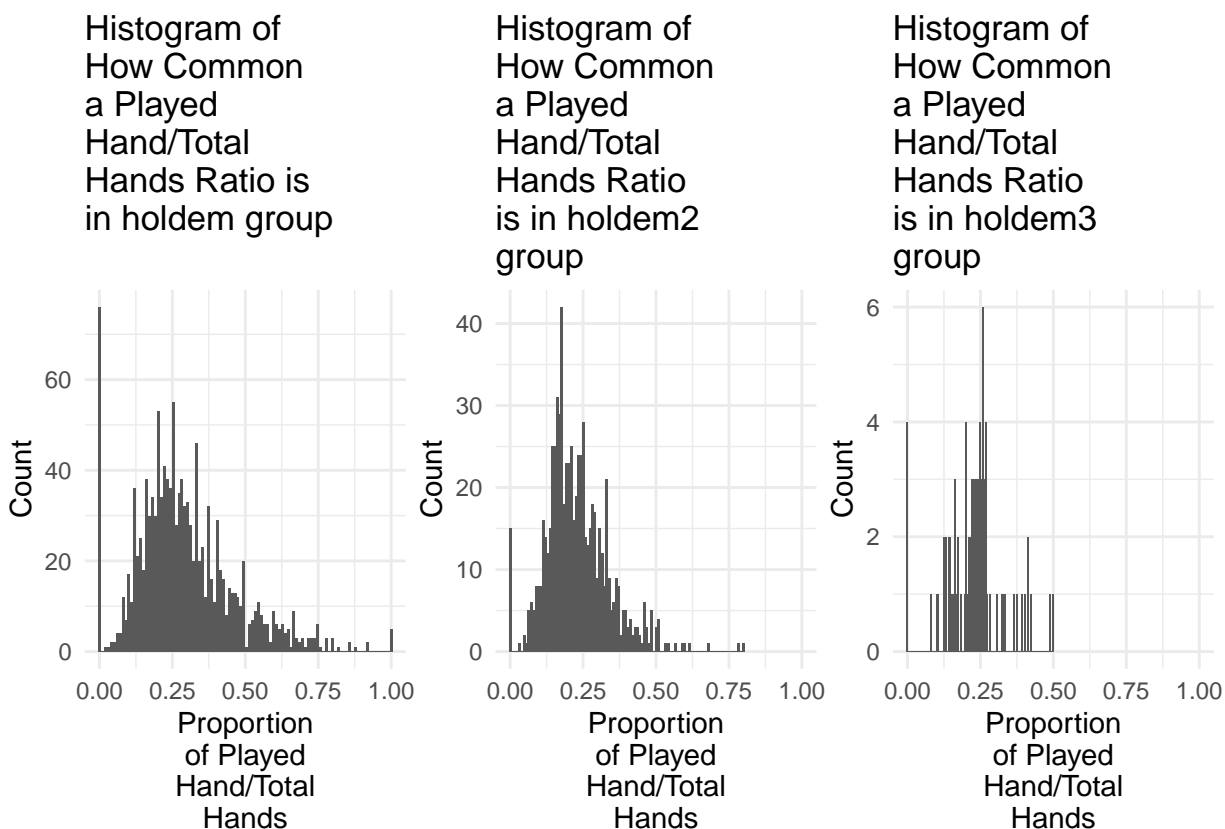 Histogram of
How Common
a Played
Hand/Total
Hands Ratio is
in holdem group
60
40
20
0
Count
0.00 0.25 0.50 0.75 1.00
Proportion
of Played
Hand/Total
Hands
Histogram of
How Common
a Played
Hand/Total
Hands Ratio
is in holdem2
group
40
30
20
10
0
Count
0.00 0.25 0.50 0.75 1.00
Proportion
of Played
Hand/Total
Hands
Histogram of
How Common
a Played
Hand/Total
Hands Ratio
is in holdem3
group
6
4
2
0
Count
0.00 0.25 0.50 0.75 1.00
Proportion
of Played
Hand/Total
Hands